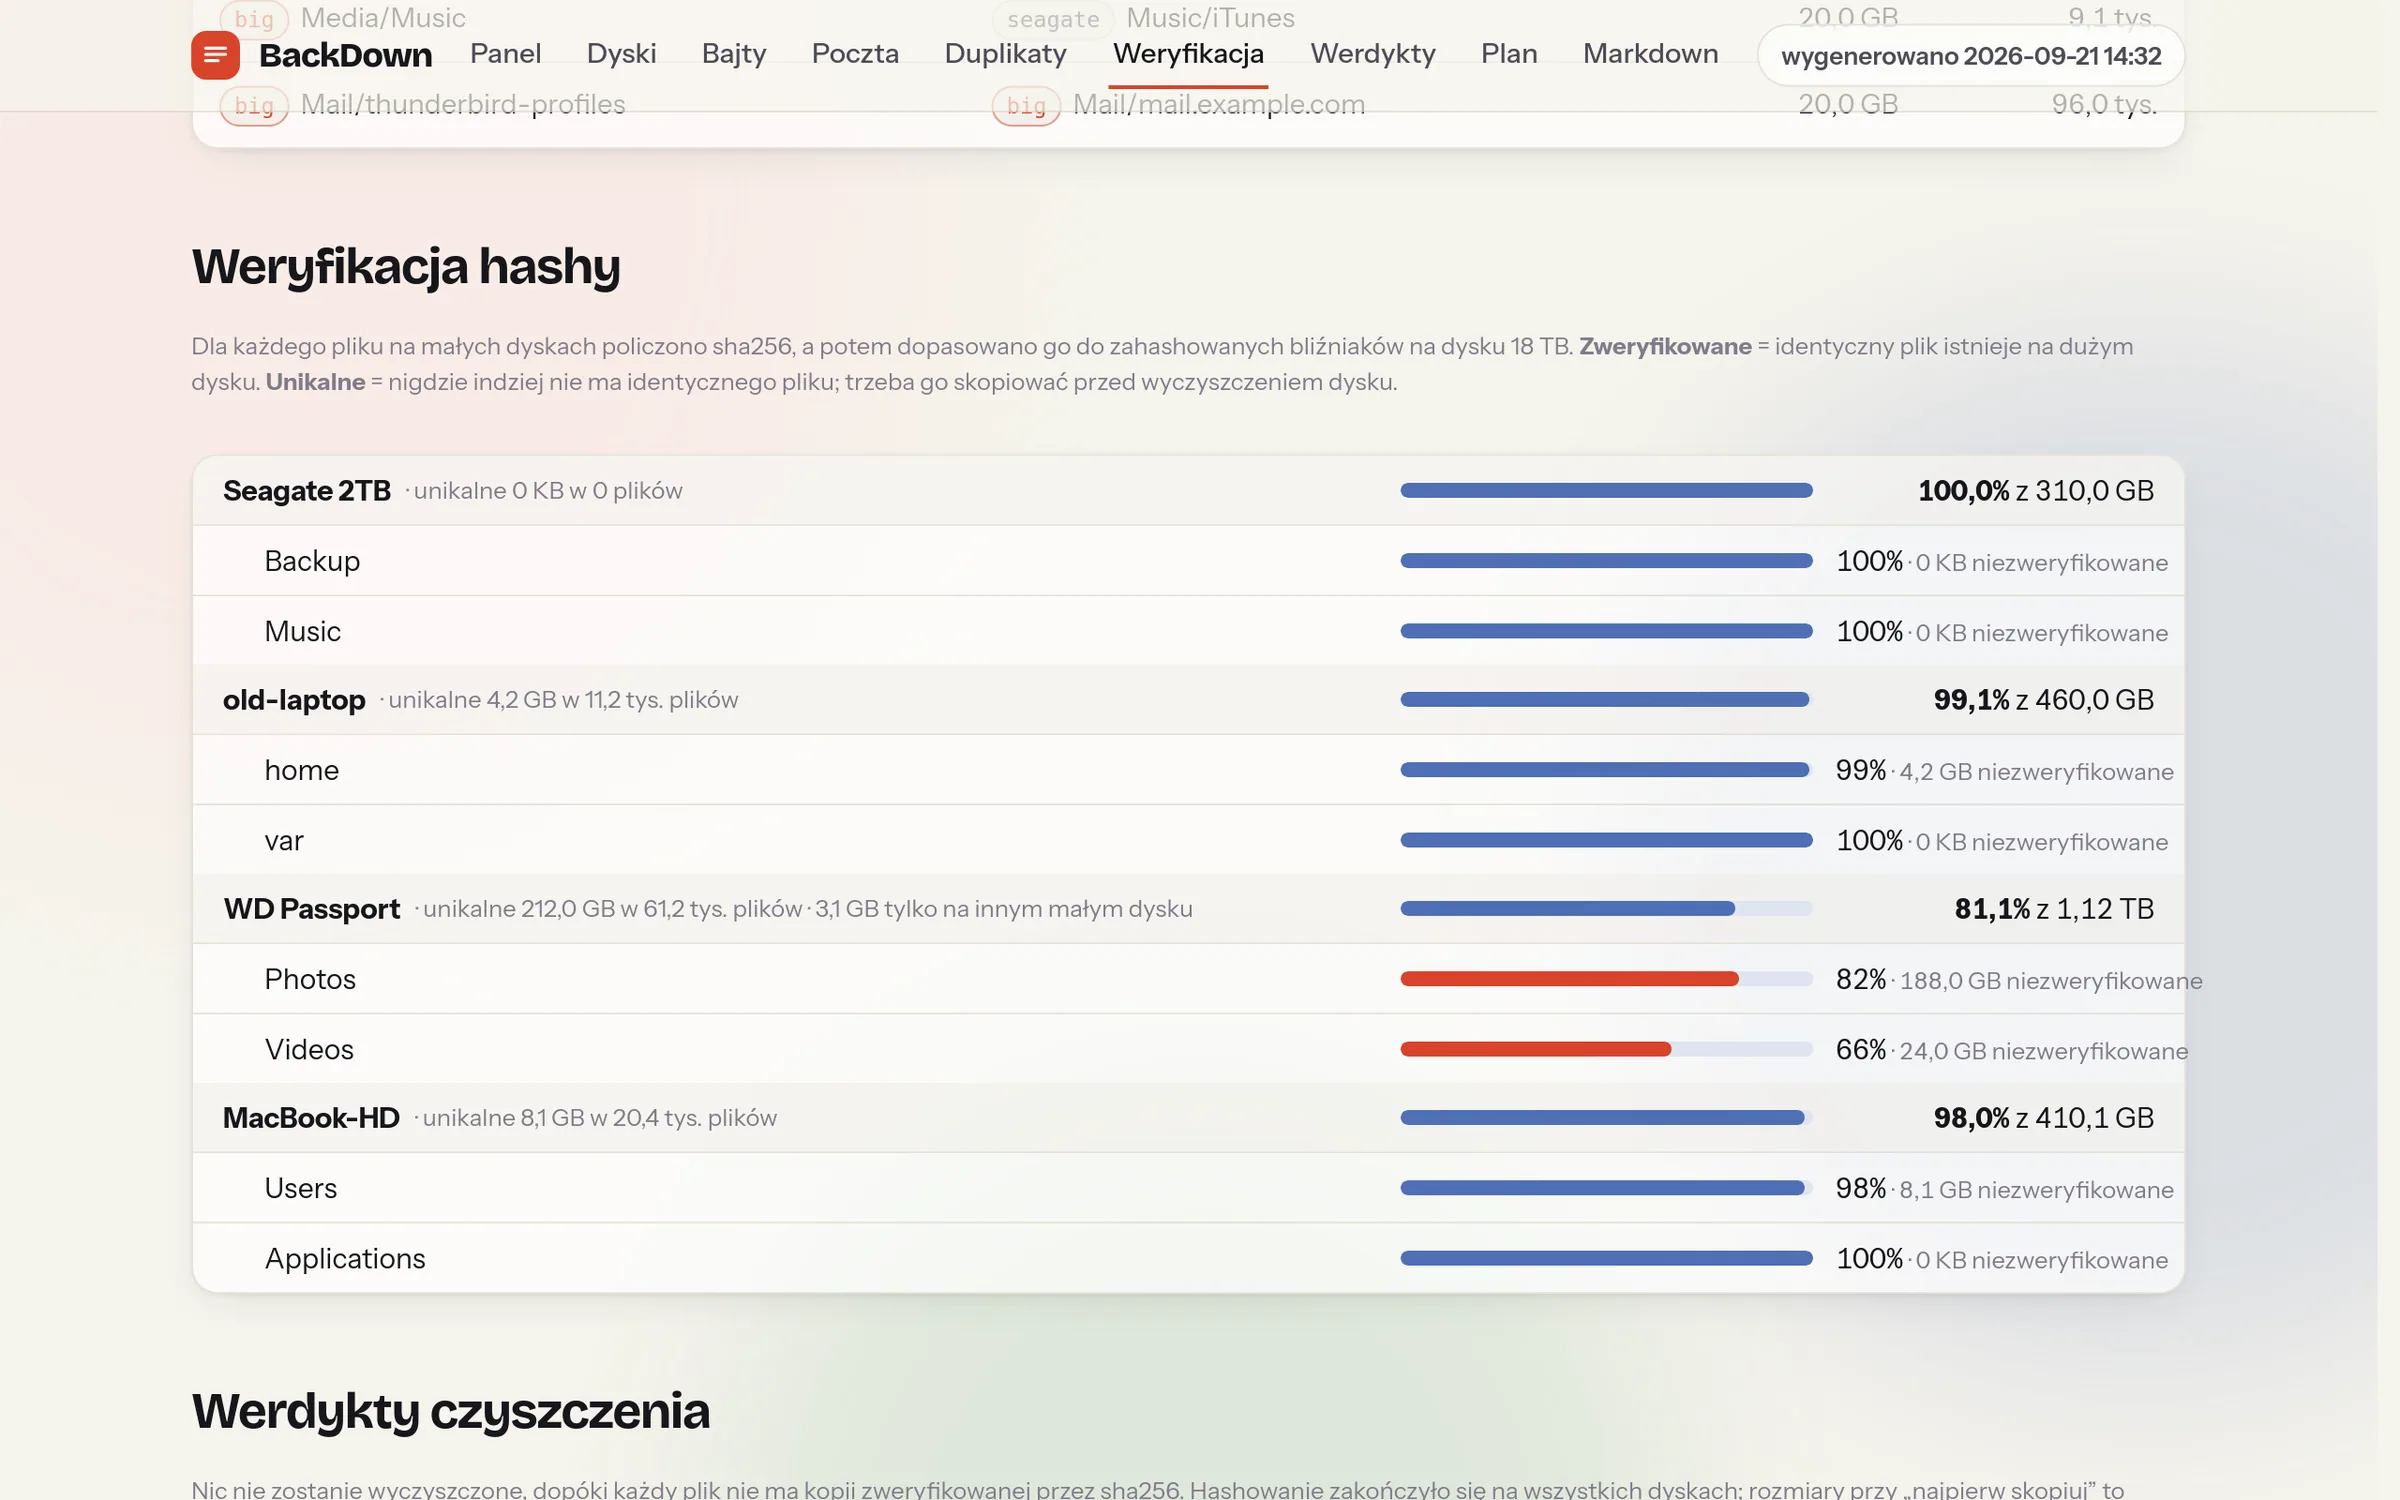 big Media/Music seagate Music/iTunes 20,0 GB 9,1 tys.
BackDown Panel Dyski Bajty Poczta Duplikaty Weryfikacja Werdykty Plan Markdown wygenerowano 2026-09-21 14:32
big Mail/thunderbird-profiles big Mail/mail.example.com 20,0 GB 96,0 tys.
Weryfikacja hashy
Dla każdego pliku na małych dyskach policzono sha256, a potem dopasowano go do zahashowanych bliźniaków na dysku 18 TB. Zweryfikowane = identyczny plik istnieje na dużym
dysku. Unikalne = nigdzie indziej nie ma identycznego pliku; trzeba go skopiować przed wyczyszczeniem dysku.
Seagate 2TB · unikalne 0 KB w 0 plików 100,0% z 310,0 GB
Backup 100% · 0 KB niezweryfikowane
Music 100% · 0 KB niezweryfikowane
old-laptop · unikalne 4,2 GB w 11,2 tys. plików 99,1% z 460,0 GB
home 99% · 4,2 GB niezweryfikowane
var 100% · 0 KB niezweryfikowane
WD Passport · unikalne 212,0 GB w 61,2 tys. plików · 3,1 GB tylko na innym małym dysku 81,1% z 1,12 TB
Photos 82% · 188,0 GB niezweryfikowane
Videos 66% · 24,0 GB niezweryfikowane
MacBook-HD · unikalne 8,1 GB w 20,4 tys. plików 98,0% z 410,1 GB
Users 98% · 8,1 GB niezweryfikowane
Applications 100% · 0 KB niezweryfikowane
Werdykty czyszczenia
Nic nie zostanie wyczyszczone, dopóki każdy plik nie ma kopii zweryfikowanej przez sha256. Hashowanie zakończyło się na wszystkich dyskach; rozmiary przy „najpierw skopiuj” to